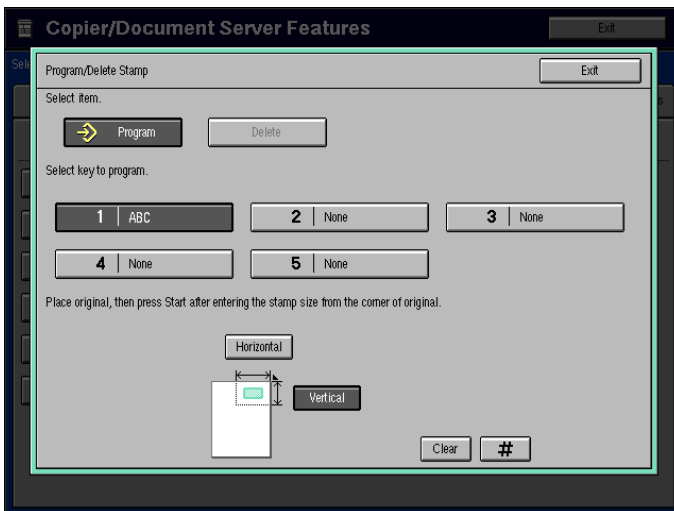 Copier/Document Server Features Exit
Sele
Program/Delete Stamp Exit
Select item.
s
Program Delete
Select key to program.
1 ABC 2 None 3 None
4 None 5 None
Place original, then press Start after entering the stamp size from the corner of original.
Horizontal
Vertical
Clear #